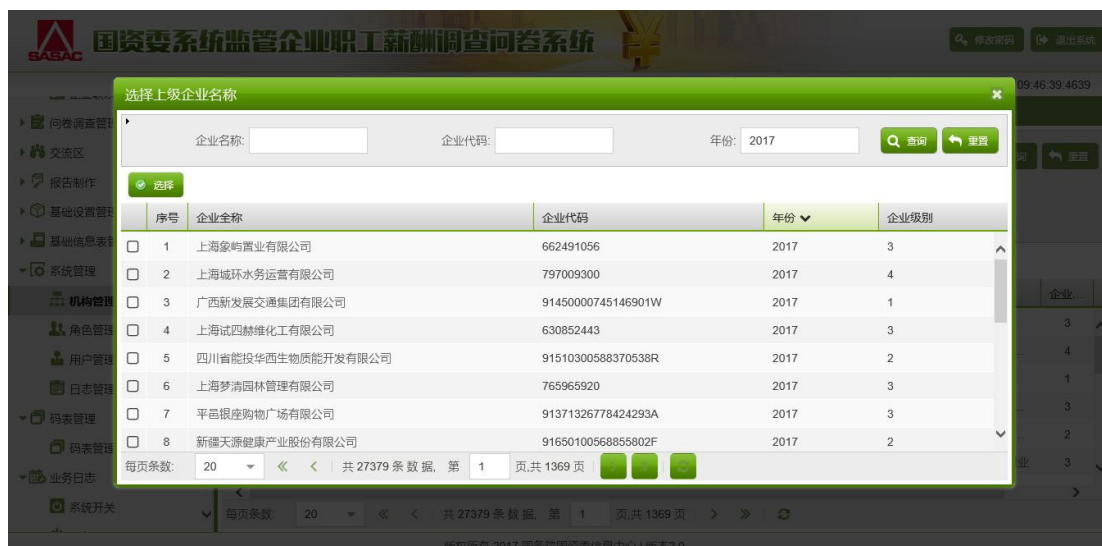 SASAC 国资委系统监管企业职工薪酬调查问卷系统 修改密码 退出系统
选择上级企业名称
09:46:39:4639
问卷调查管理
交流区
报告制作
基础设置管理
基础信息表
系统管理
机构管理
角色管理
用户管理
日志管理
码表管理
码表管理
业务日志
系统开关
企业名称: 企业代码: 年份: 2017 查询 重置
选择
序号 企业全称 企业代码 年份 企业级别
1 上海象屿置业有限公司 662491056 2017 3
2 上海城环水务运营有限公司 797009300 2017 4
3 广西新发展交通集团有限公司 91450000745146901W 2017 1
4 上海试四赫维化工有限公司 630852443 2017 3
5 四川省能投华西生物质能开发有限公司 91510300588370538R 2017 2
6 上海梦清园林管理有限公司 765965920 2017 3
7 平邑银座购物广场有限公司 91371326778424293A 2017 3
8 新疆天源健康产业股份有限公司 91650100568855802F 2017 2
每页条数: 20 共 27379 条数据, 第 1 页,共 1369 页
重置
企业...
3
4
1
3
2
业 3
每页条数: 20 共 27379 条数据, 第 1 页,共 1369 页